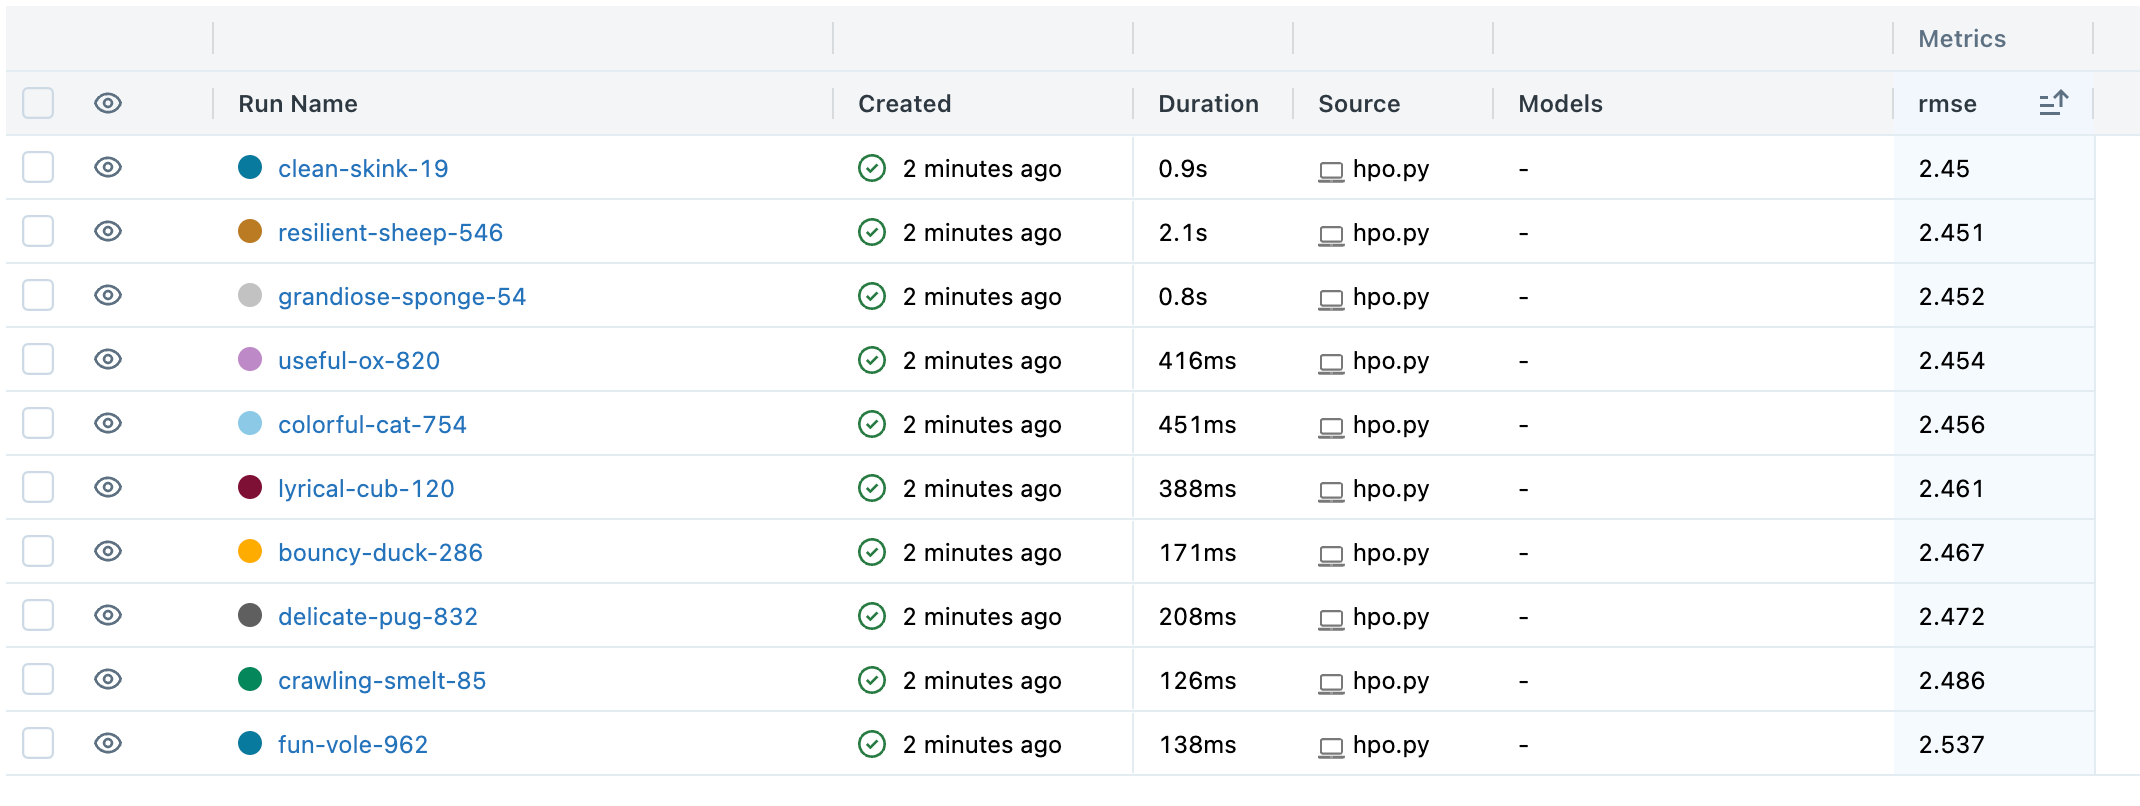 Metrics
Run Name Created Duration Source Models rmse
clean-skink-19 2 minutes ago 0.9s hpo.py - 2.45
resilient-sheep-546 2 minutes ago 2.1s hpo.py - 2.451
grandiose-sponge-54 2 minutes ago 0.8s hpo.py - 2.452
useful-ox-820 2 minutes ago 416ms hpo.py - 2.454
colorful-cat-754 2 minutes ago 451ms hpo.py - 2.456
lyrical-cub-120 2 minutes ago 388ms hpo.py - 2.461
bouncy-duck-286 2 minutes ago 171ms hpo.py - 2.467
delicate-pug-832 2 minutes ago 208ms hpo.py - 2.472
crawling-smelt-85 2 minutes ago 126ms hpo.py - 2.486
fun-vole-962 2 minutes ago 138ms hpo.py - 2.537